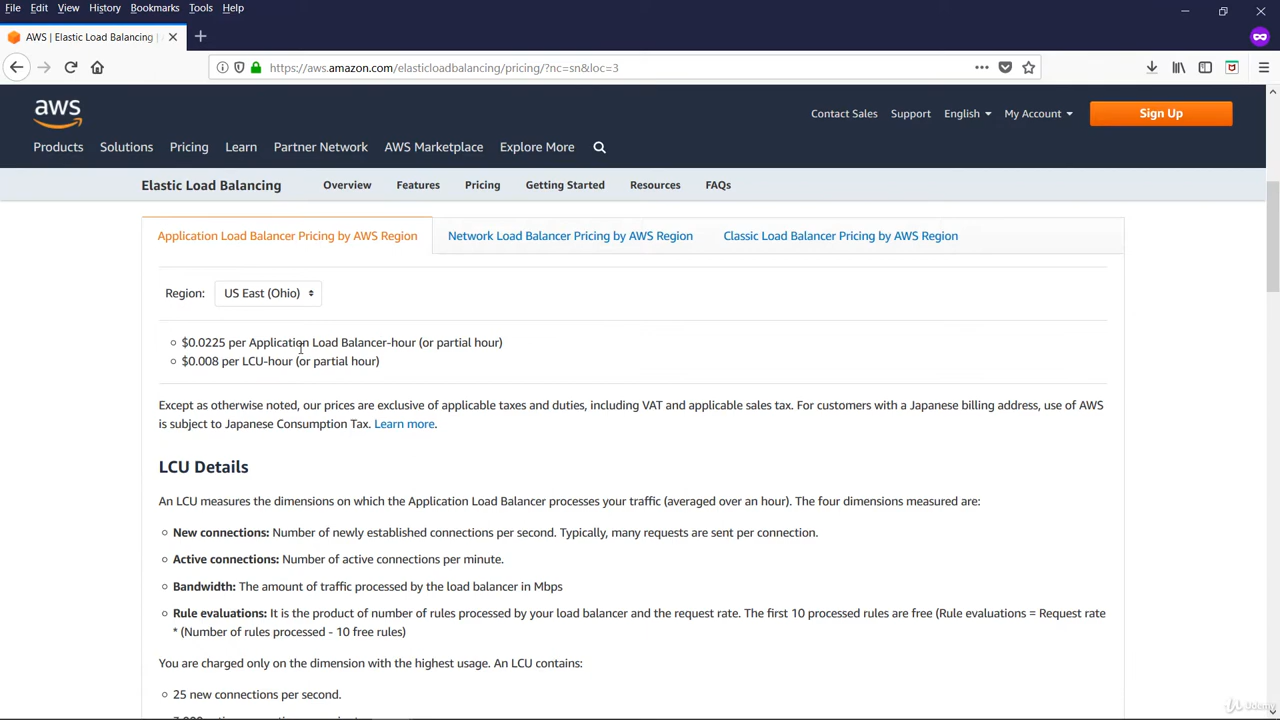 File Edit View History Bookmarks Tools Help
AWS | Elastic Load Balancing |
https://aws.amazon.com/elasticloadbalancing/pricing/?nc=sn&loc=3
aws
Contact Sales Support English My Account Sign Up
Products Solutions Pricing Learn Partner Network AWS Marketplace Explore More
Elastic Load Balancing Overview Features Pricing Getting Started Resources FAQs
Application Load Balancer Pricing by AWS Region Network Load Balancer Pricing by AWS Region Classic Load Balancer Pricing by AWS Region
Region: US East (Ohio)
$0.0225 per Application Load Balancer-hour (or partial hour)
$0.008 per LCU-hour (or partial hour)
Except as otherwise noted, our prices are exclusive of applicable taxes and duties, including VAT and applicable sales tax. For customers with a Japanese billing address, use of AWS
is subject to Japanese Consumption Tax. Learn more.
LCU Details
An LCU measures the dimensions on which the Application Load Balancer processes your traffic (averaged over an hour). The four dimensions measured are:
New connections: Number of newly established connections per second. Typically, many requests are sent per connection.
Active connections: Number of active connections per minute.
Bandwidth: The amount of traffic processed by the load balancer in Mbps
Rule evaluations: It is the product of number of rules processed by your load balancer and the request rate. The first 10 processed rules are free (Rule evaluations = Request rate
* (Number of rules processed - 10 free rules)
You are charged only on the dimension with the highest usage. An LCU contains:
25 new connections per second.
Udemy